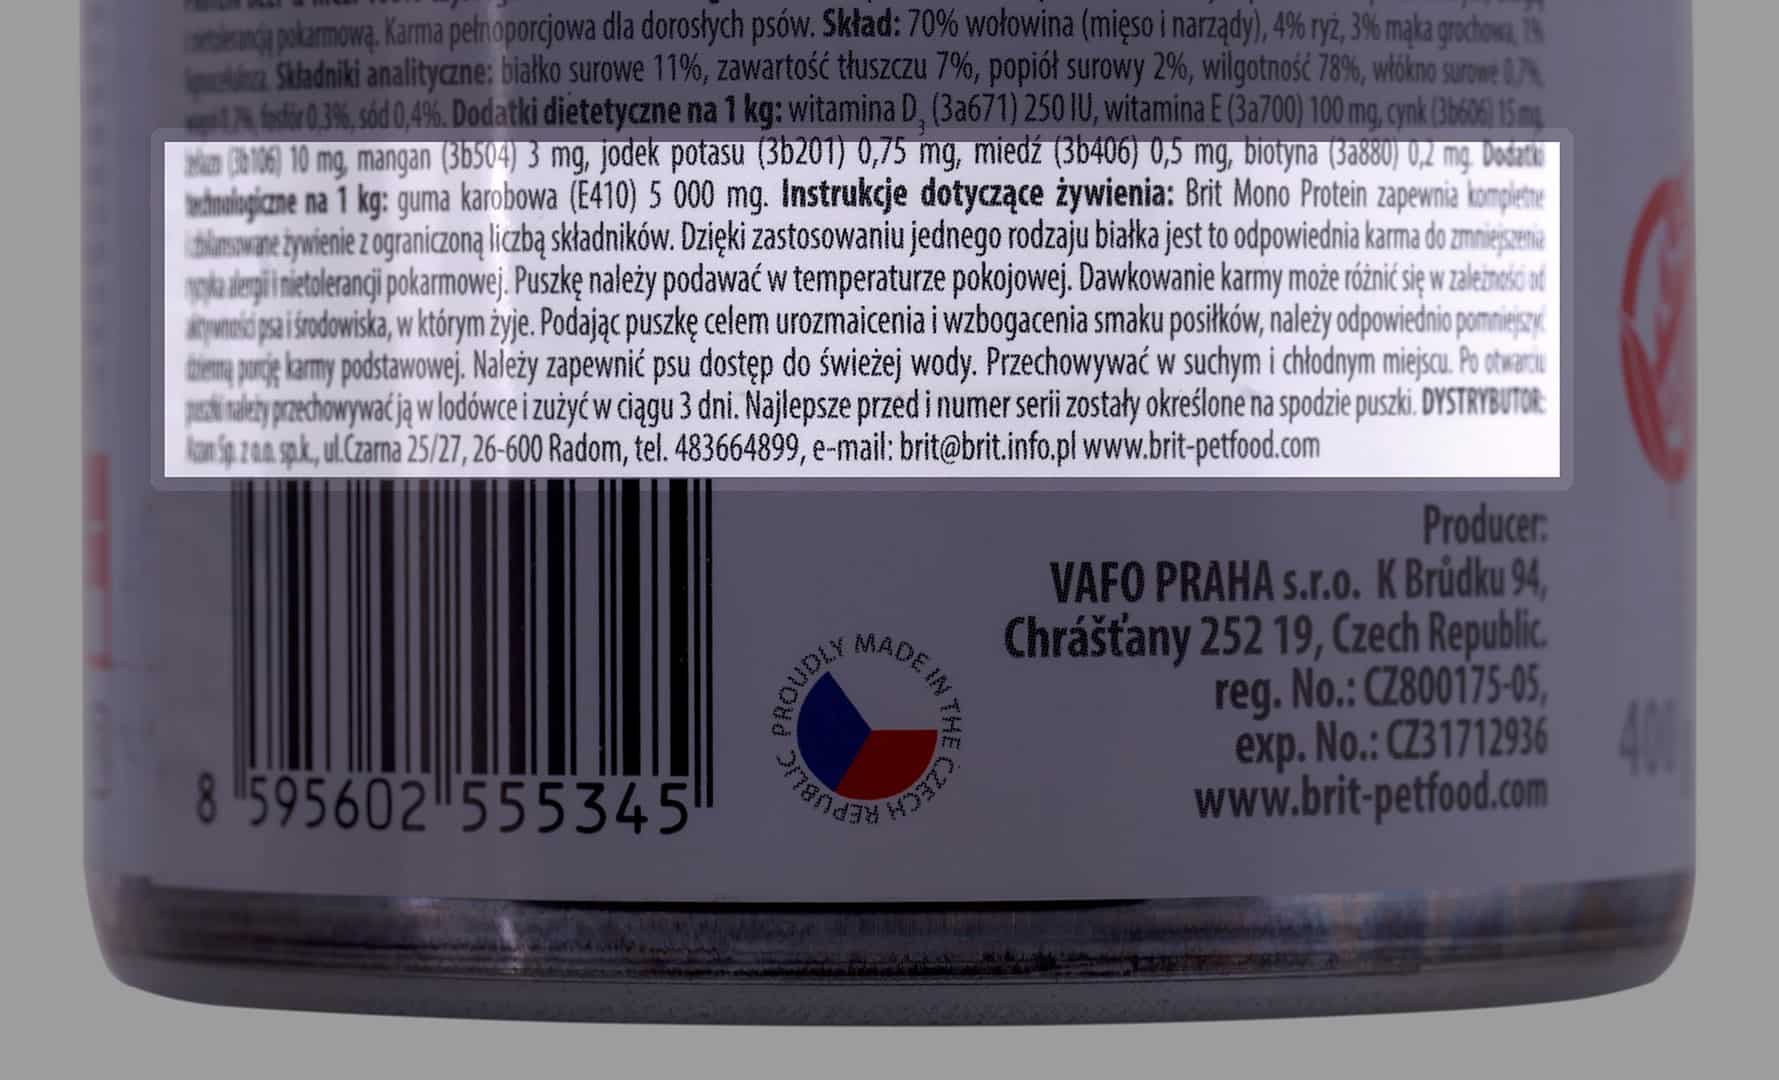 pokarmową. Karma pełnoporcjowa dla dorosłych psów. Skład: 70% wołowina (mięso i narządy), 4% ryż, 3% mąka grochowa, 1%
Składniki analityczne: białko surowe 11%, zawartość tłuszczu 7%, popiół surowy 2%, wilgotność 78%, włókno surowe 0,7%,
fosfor 0,3%, sód 0,4%. Dodatki dietetyczne na 1 kg: witamina D3 (3a671) 250 IU, witamina E (3a700) 100 mg, cynk (3b606) 15 mg,
(3b106) 10 mg, mangan (3b504) 3 mg, jodek potasu (3b201) 0,75 mg, miedź (3b406) 0,5 mg, biotyna (3a880) 0,2 mg. Dodatki
technologiczne na 1 kg: guma karobowa (E410) 5 000 mg. Instrukcje dotyczące żywienia: Brit Mono Protein zapewnia kompletne
i zbilansowane żywienie z ograniczoną liczbą składników. Dzięki zastosowaniu jednego rodzaju białka jest to odpowiednia karma do zmniejszenia
ryzyka alergii i nietolerancji pokarmowej. Puszkę należy podawać w temperaturze pokojowej. Dawkowanie karmy może różnić się w zależności od
aktywności psa i środowiska, w którym żyje. Podając puszkę celem urozmaicenia i wzbogacenia smaku posiłków, należy odpowiednio pomniejszyć
dzienną porcję karmy podstawowej. Należy zapewnić psu dostęp do świeżej wody. Przechowywać w suchym i chłodnym miejscu. Po otwarciu
puszki należy przechowywać ją w lodówce i zużyć w ciągu 3 dni. Najlepsze przed i numer serii zostały określone na spodzie puszki. DYSTRYBUTOR:
Sp. z o.o. sp.k., ul.Czarna 25/27, 26-600 Radom, tel. 483664899, e-mail: brit@brit.info.pl www.brit-petfood.com
Producer:
VAFO PRAHA s.r.o. K Brůdku 94,
Chrášťany 252 19, Czech Republic.
reg. No.: CZ800175-05,
exp. No.: CZ31712936
www.brit-petfood.com
PROUDLY MADE IN THE CZECH REPUBLIC
8 595602 555345
400